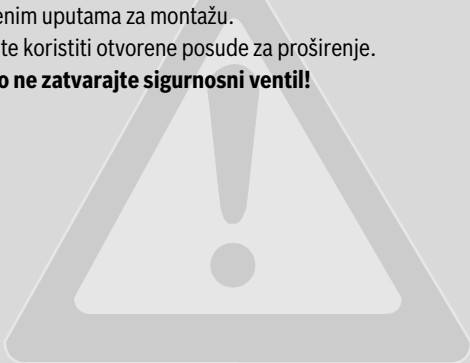 enim uputama za montažu.
te koristiti otvorene posude za proširenje.
o ne zatvarajte sigurnosni ventil!